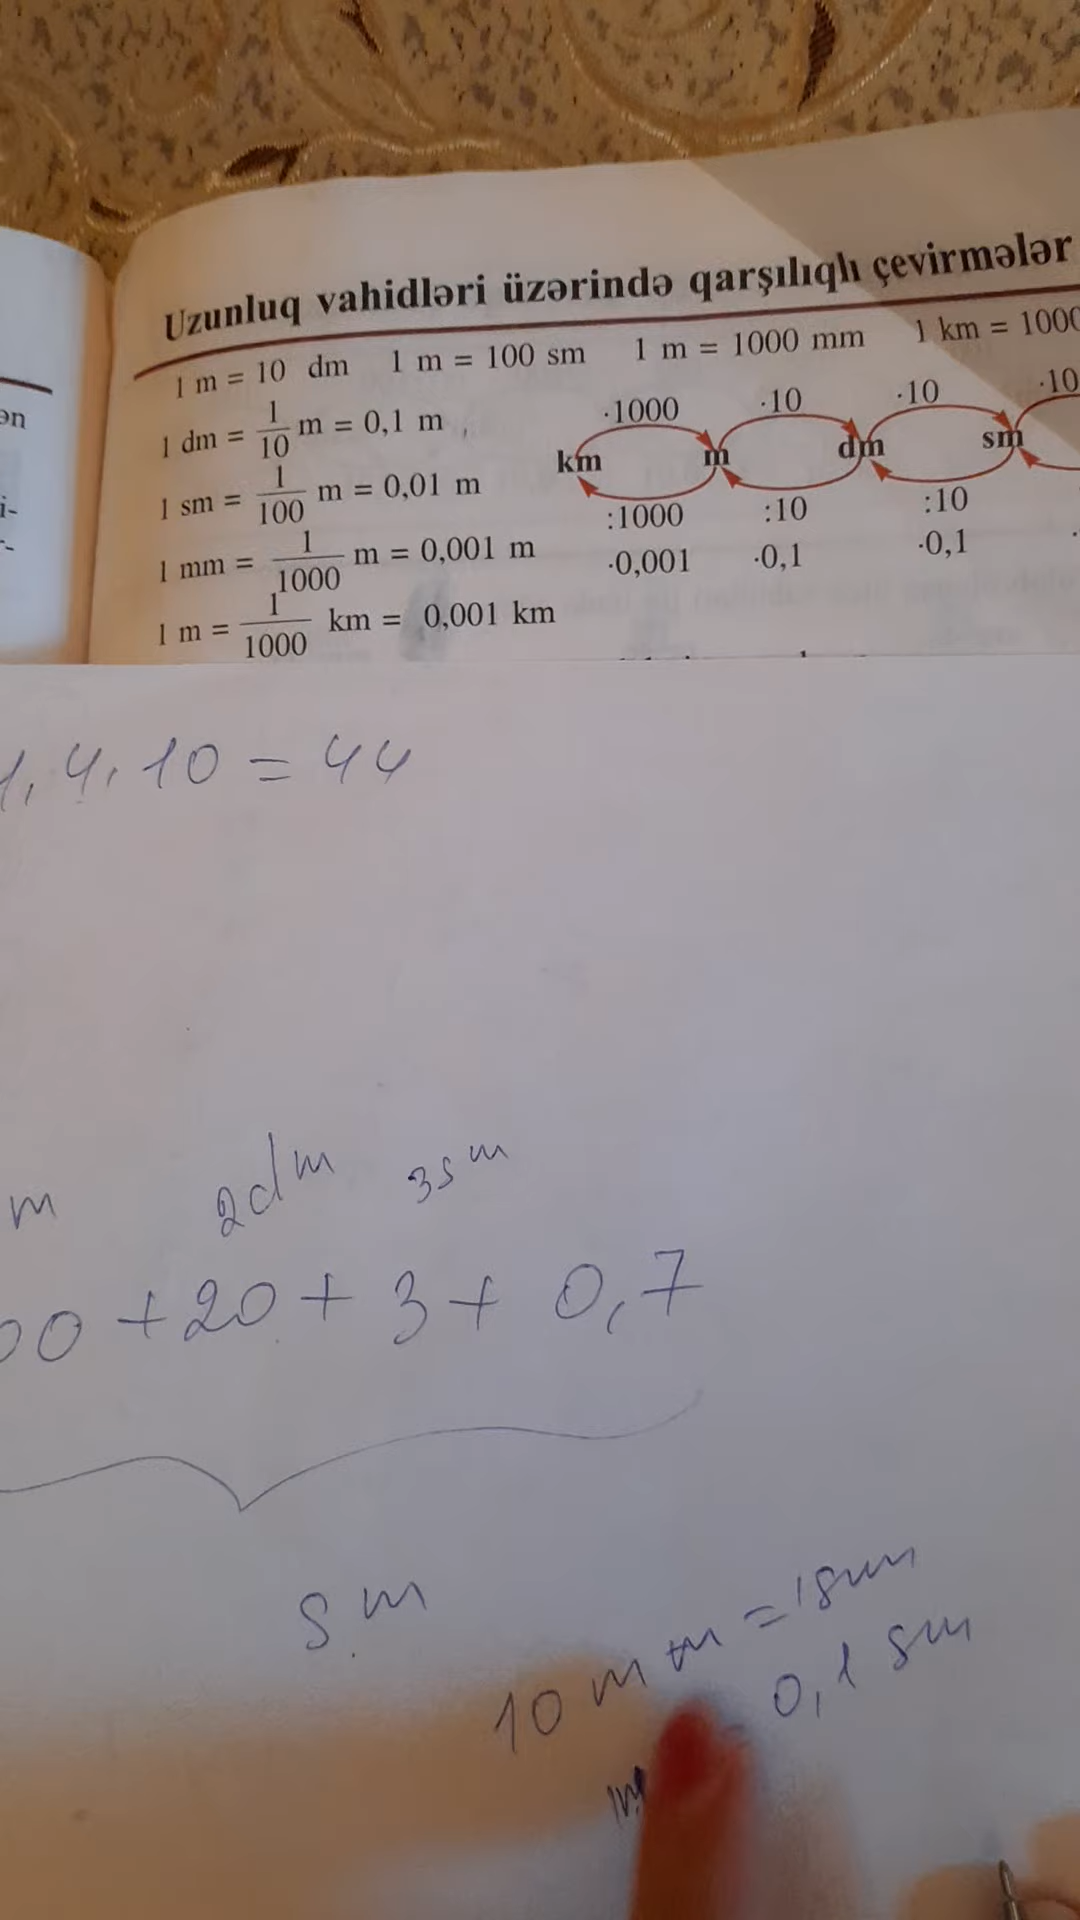 Uzunluq vahidləri üzərində qarşılıqlı çevirmələr
ən
i-
r-
1 m = 10 dm 1 m = 100 sm 1 m = 1000 mm 1 km = 1000
1 dm = 1/10 m = 0,1 m
1 sm = 1/100 m = 0,01 m
1 mm = 1/1000 m = 0,001 m
1 m = 1/1000 km = 0,001 km
·1000 ·10 ·10 ·10
km m dm sm
:1000 :10 :10
·0,001 ·0,1 ·0,1
1,4·10 = 44
m 2dm 3sm
00 + 20 + 3 + 0,7
sm
10 mm = 1sm
0,1 sm